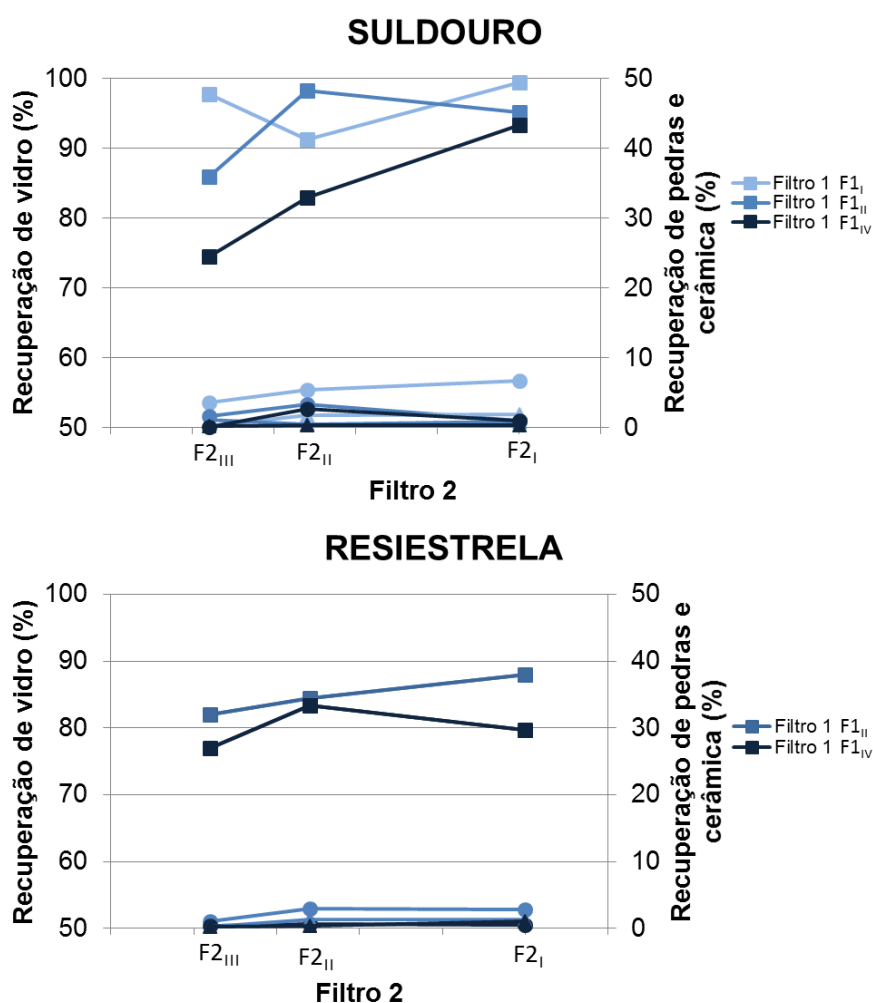 SULDOURO
Recuperação de vidro (%)
100
90
80
70
60
50
50
40
30
20
10
0
Recuperação de pedras e
cerâmica (%)
Filtro 1 F1I
Filtro 1 F1II
Filtro 1 F1IV
F2III
F2II
F2I
Filtro 2
RESIESTRELA
Recuperação de vidro (%)
100
90
80
70
60
50
50
40
30
20
10
0
Recuperação de pedras e
cerâmica (%)
Filtro 1 F1II
Filtro 1 F1IV
F2III
F2II
F2I
Filtro 2